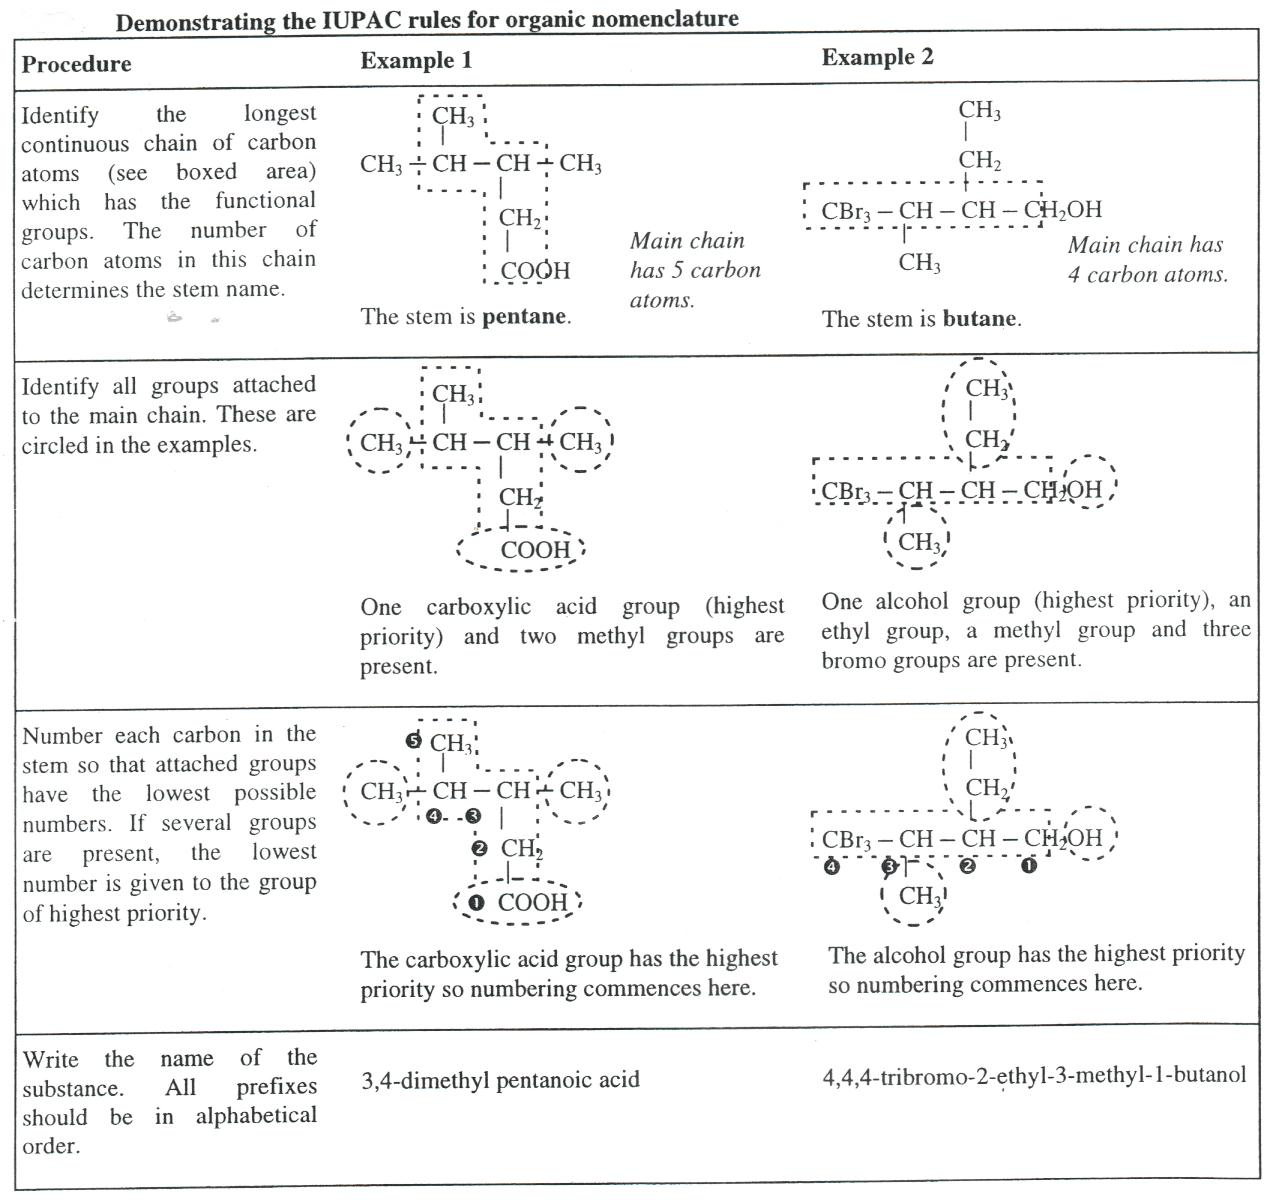 Demonstrating the IUPAC rules for organic nomenclature
Procedure
Example 1
Example 2
Identify the longest
continuous chain of carbon
atoms (see boxed area)
which has the functional
groups. The number of
carbon atoms in this chain
determines the stem name.
CH₃
CH₃ – CH – CH – CH₃
CH₂
COOH
Main chain
has 5 carbon
atoms.
The stem is pentane.
CH₃
CH₂
CBr₃ – CH – CH – CH₂OH
CH₃
Main chain has
4 carbon atoms.
The stem is butane.
Identify all groups attached
to the main chain. These are
circled in the examples.
CH₃
CH₃ – CH – CH – CH₃
CH₂
COOH
One carboxylic acid group (highest
priority) and two methyl groups are
present.
CH₃
CH₂
CBr₃ – CH – CH – CH₂OH
CH₃
One alcohol group (highest priority), an
ethyl group, a methyl group and three
bromo groups are present.
Number each carbon in the
stem so that attached groups
have the lowest possible
numbers. If several groups
are present, the lowest
number is given to the group
of highest priority.
❺ CH₃
CH₃ – CH – CH – CH₃
❹ ❸
❷ CH₂
❶ COOH
The carboxylic acid group has the highest
priority so numbering commences here.
CH₃
CH₂
CBr₃ – CH – CH – CH₂OH
❹ ❸ ❷ ❶
CH₃
The alcohol group has the highest priority
so numbering commences here.
Write the name of the
substance. All prefixes
should be in alphabetical
order.
3,4-dimethyl pentanoic acid
4,4,4-tribromo-2-ethyl-3-methyl-1-butanol